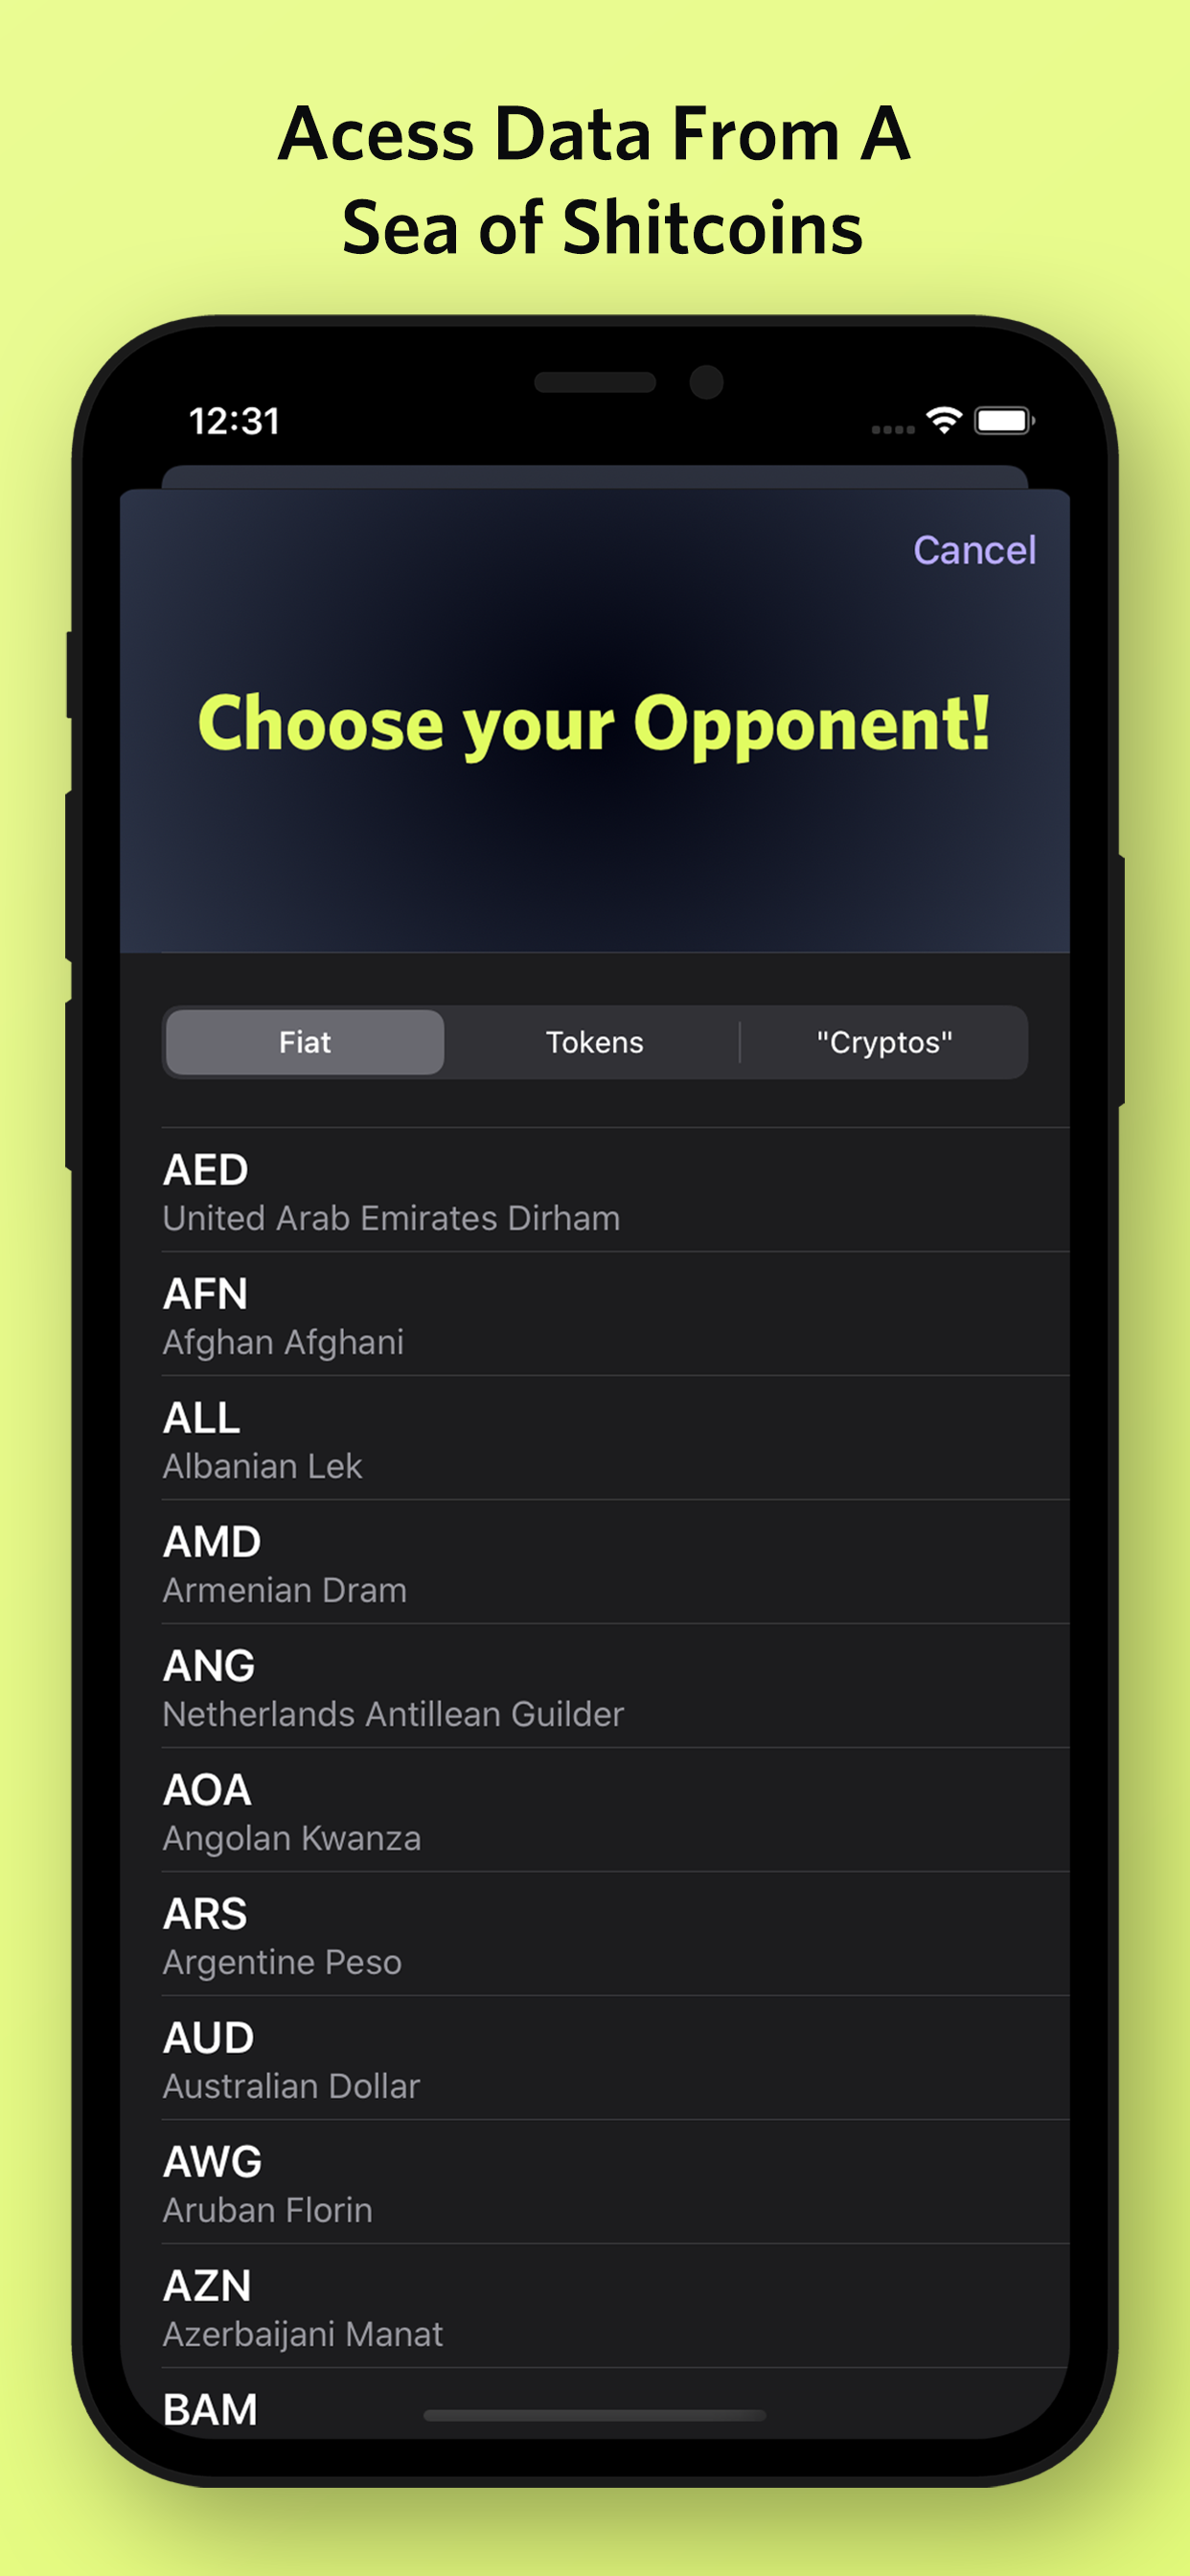 Acess Data From A
Sea of Shitcoins
12:31
Cancel
Choose your Opponent!
Fiat Tokens "Cryptos"
AED
United Arab Emirates Dirham
AFN
Afghan Afghani
ALL
Albanian Lek
AMD
Armenian Dram
ANG
Netherlands Antillean Guilder
AOA
Angolan Kwanza
ARS
Argentine Peso
AUD
Australian Dollar
AWG
Aruban Florin
AZN
Azerbaijani Manat
BAM